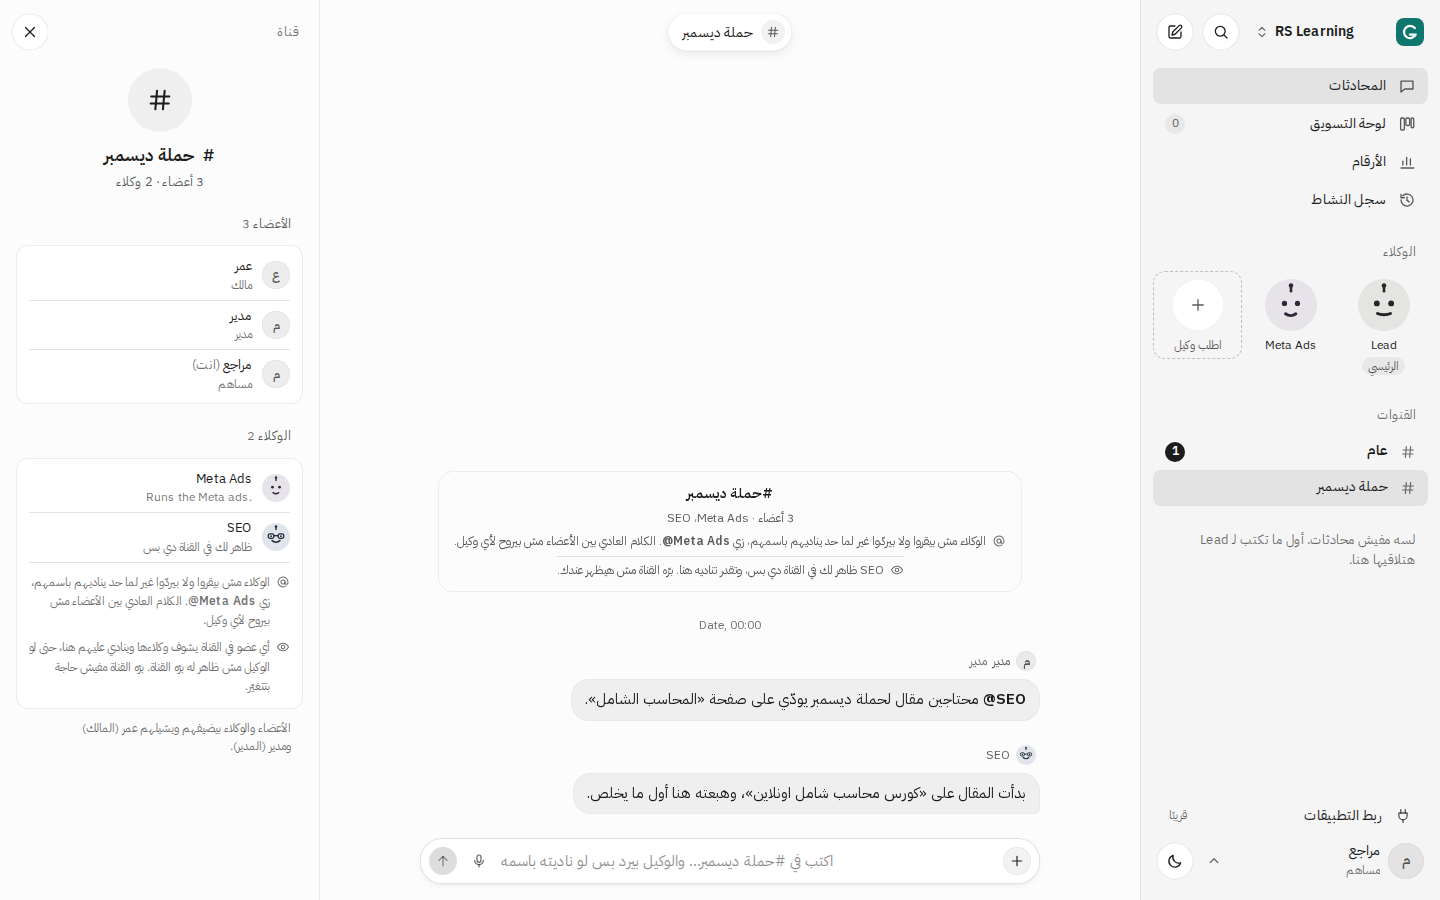 RS Learning
المحادثات
لوحة التسويق
0
الأرقام
سجل النشاط
الوكلاء
Lead
الرئيسي
Meta Ads
اطلب وكيل
القنوات
# عام
1
# حملة ديسمبر
لسه مفيش محادثات. أول ما تكتب لـ Lead
هتلاقيها هنا.
ربط التطبيقات
قريبًا
م
مراجع
مساهم
# حملة ديسمبر
#حملة ديسمبر
3 أعضاء · SEO ،Meta Ads
الوكلاء مش بيقروا ولا بيردّوا غير لما حد يناديهم باسمهم، زي @Meta Ads. الكلام العادي بين الأعضاء مش بيروح لأي وكيل.
SEO ظاهر لك في القناة دي بس، وتقدر تناديه هنا. برّه القناة مش هيظهر عندك.
Date, 00:00
م مدير مدير
@SEO محتاجين مقال لحملة ديسمبر يودّي على صفحة «المحاسب الشامل».
SEO
بدأت المقال على «كورس محاسب شامل اونلاين»، وهبعته هنا أول ما يخلص.
اكتب في #حملة ديسمبر... والوكيل بيرد بس لو ناديته باسمه
قناة
#
# حملة ديسمبر
3 أعضاء · 2 وكلاء
الأعضاء 3
ع
عمر
مالك
م
مدير
مدير
م
مراجع (انت)
مساهم
الوكلاء 2
Meta Ads
Runs the Meta ads.
SEO
ظاهر لك في القناة دي بس
الوكلاء مش بيقروا ولا بيردّوا غير لما حد يناديهم باسمهم،
زي @Meta Ads. الكلام العادي بين الأعضاء مش
بيروح لأي وكيل.
أي عضو في القناة يشوف وكلاءها وينادي عليهم هنا، حتى لو
الوكيل مش ظاهر له برّه القناة. برّه القناة مفيش حاجة
بتتغيّر.
الأعضاء والوكلاء بيضيفهم ويشيلهم عمر (المالك)
ومدير (المدير).